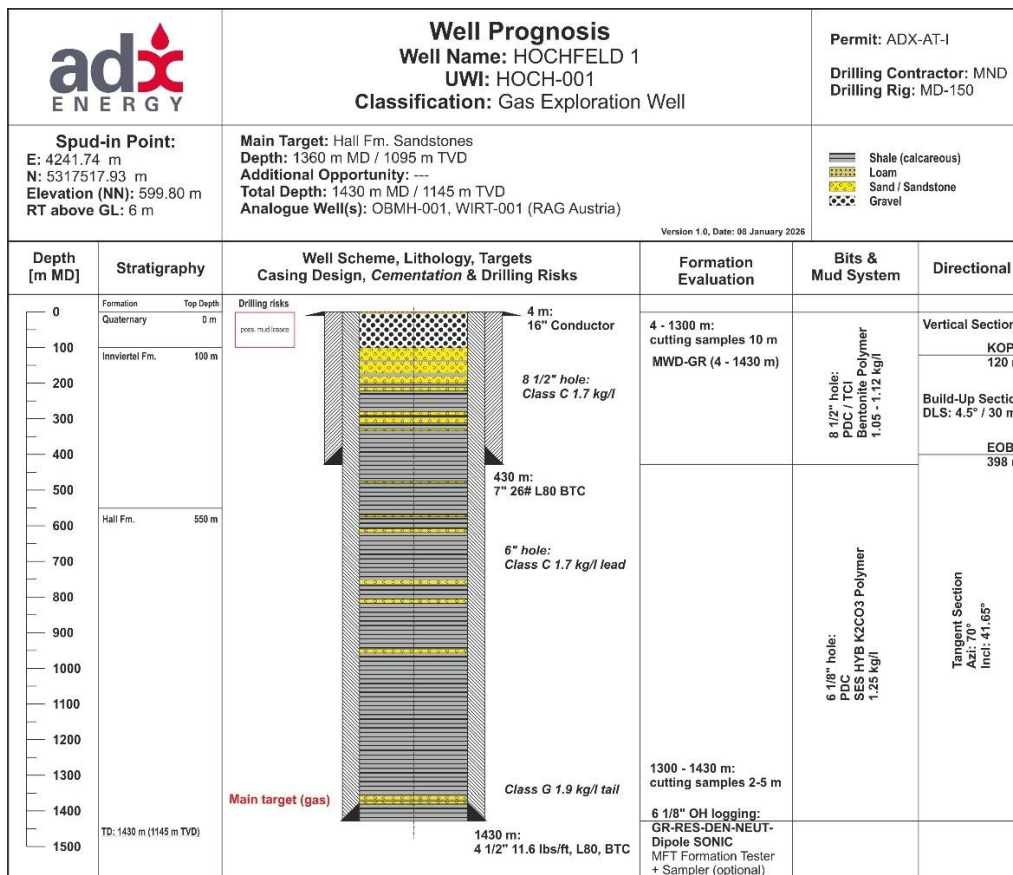 adx
ENERGY
Well Prognosis
Well Name: HOCHFELD 1
UWI: HOCH-001
Classification: Gas Exploration Well
Permit: ADX-AT-I
Drilling Contractor: MND
Drilling Rig: MD-150
Spud-in Point:
E: 4241.74 m
N: 5317517.93 m
Elevation (NN): 599.80 m
RT above GL: 6 m
Main Target: Hall Fm. Sandstones
Depth: 1360 m MD / 1095 m TVD
Additional Opportunity: ---
Total Depth: 1430 m MD / 1145 m TVD
Analogue Well(s): OBMH-001, WIRT-001 (RAG Austria)
Version 1.0, Date: 08 January 2026
Shale (calcareous)
Loam
Sand / Sandstone
Gravel
Depth
[m MD]
Stratigraphy
Well Scheme, Lithology, Targets
Casing Design, Cementation & Drilling Risks
Formation
Evaluation
Bits &
Mud System
Directional
0
100
200
300
400
500
600
700
800
900
1000
1100
1200
1300
1400
1500
Formation Top Depth
Quaternary 0 m
Innviertel Fm. 100 m
Hall Fm. 550 m
TD: 1430 m (1145 m TVD)
Drilling risks
poss. mud losses
4 m:
16" Conductor
8 1/2" hole:
Class C 1.7 kg/l
430 m:
7" 26# L80 BTC
6" hole:
Class C 1.7 kg/l lead
Class G 1.9 kg/l tail
Main target (gas)
1430 m:
4 1/2" 11.6 lbs/ft, L80, BTC
4 - 1300 m:
cutting samples 10 m
MWD-GR (4 - 1430 m)
1300 - 1430 m:
cutting samples 2-5 m
6 1/8" OH logging:
GR-RES-DEN-NEUT-
Dipole SONIC
MFT Formation Tester
+ Sampler (optional)
8 1/2" hole:
PDC / TCI
Bentonite Polymer
1.05 - 1.12 kg/l
6 1/8" hole:
PDC
SES HYB K2CO3 Polymer
1.25 kg/l
Vertical Section
KOP
120 m
Build-Up Section
DLS: 4.5° / 30 m
EOB
398 m
Tangent Section
Azi: 70°
Incl: 41.65°